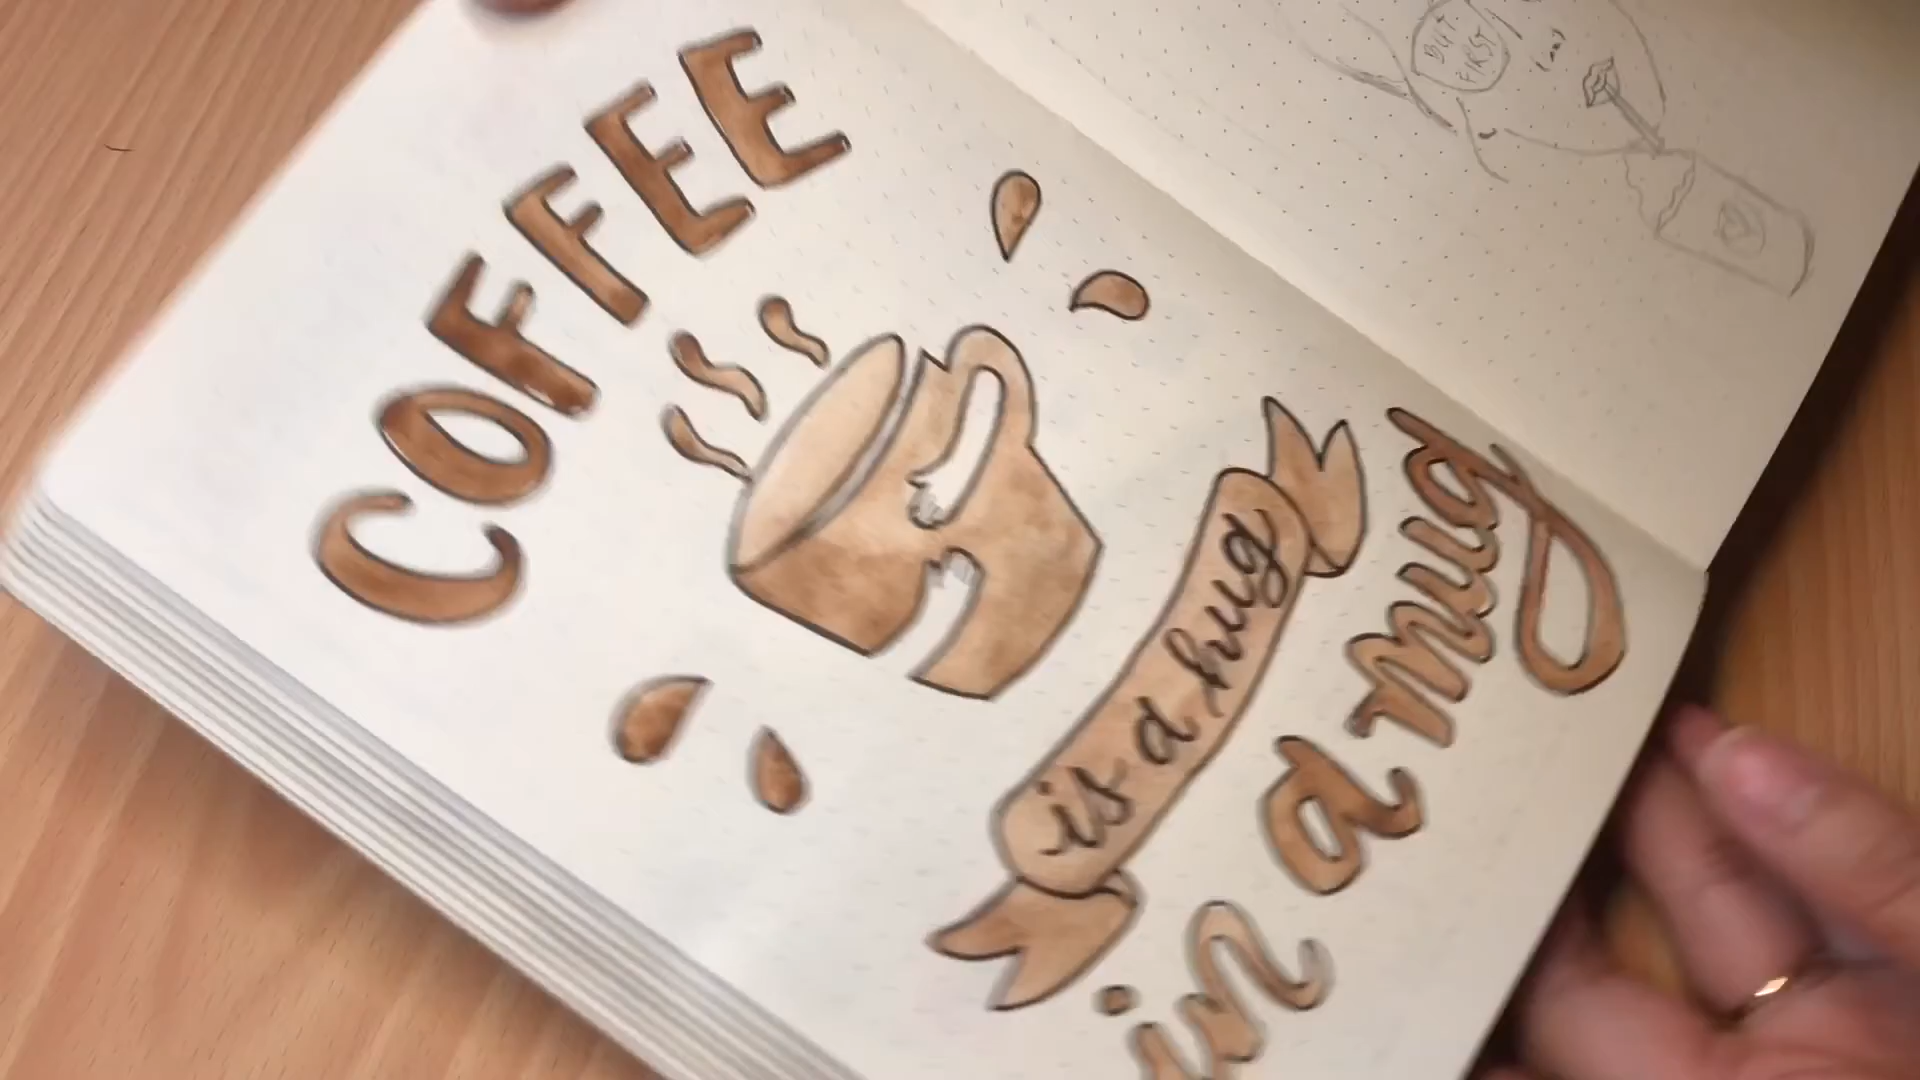 COFFEE
is a hug
in a mug
BUT
FIRST